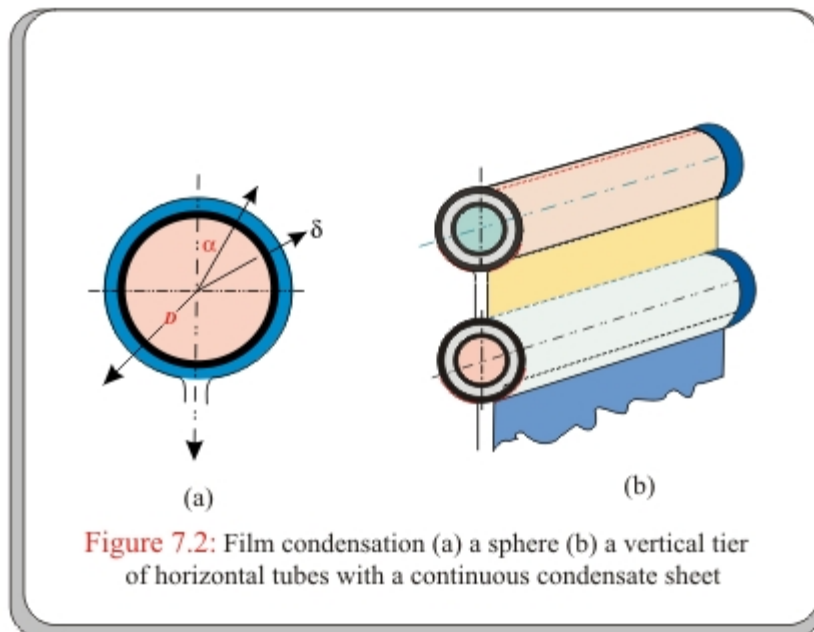 α
δ
D
(a)
(b)
Figure 7.2: Film condensation (a) a sphere (b) a vertical tier
of horizontal tubes with a continuous condensate sheet